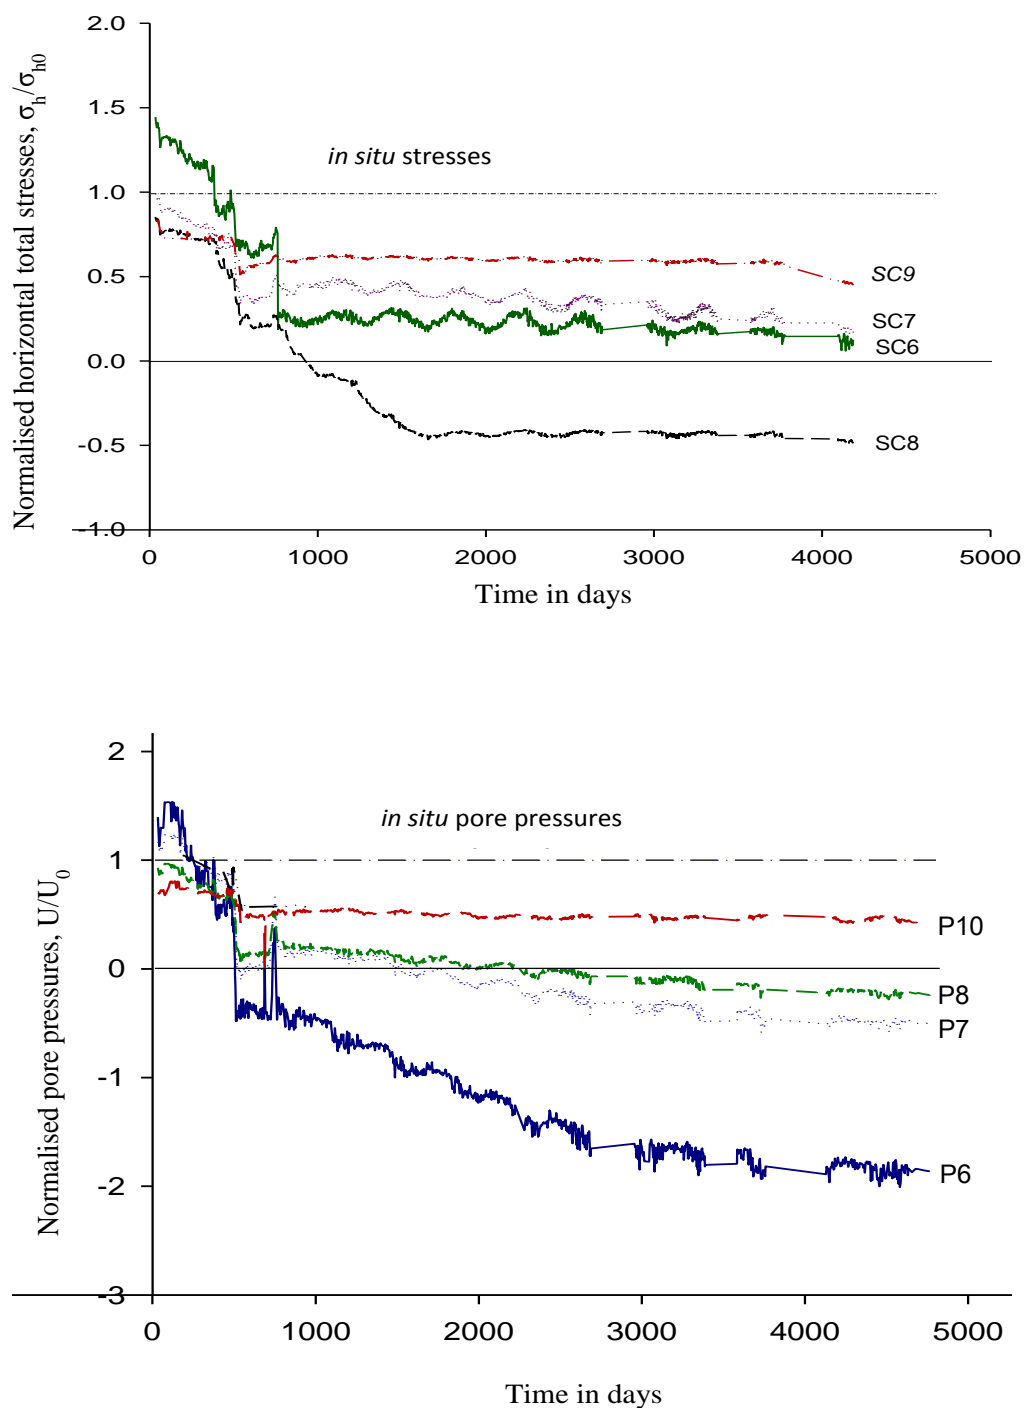 Normalised horizontal total stresses, σh/σh0
2.0
1.5
in situ stresses
1.0
0.5
SC9
SC7
SC6
0.0
SC8
-0.5
-1.0
0 1000 2000 3000 4000 5000
Time in days
Normalised pore pressures, U/U0
2
in situ pore pressures
1
P10
0
P8
P7
-1
P6
-2
-3
0 1000 2000 3000 4000 5000
Time in days